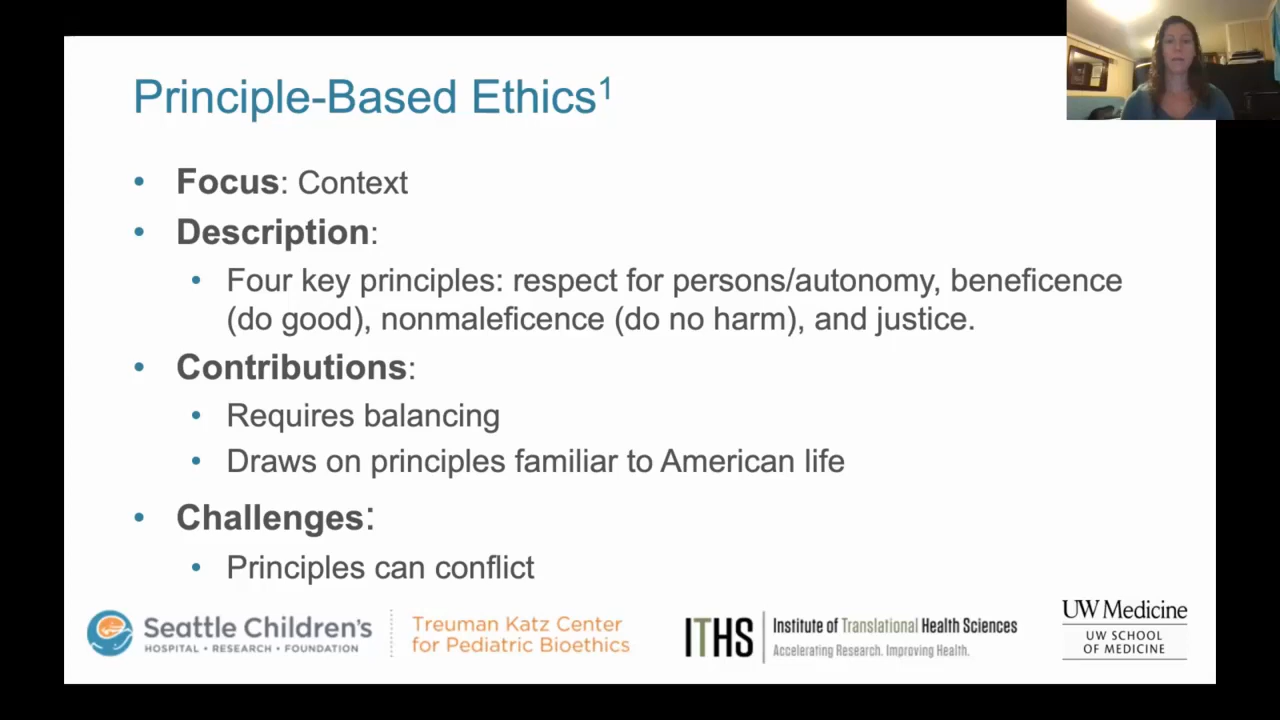 Principle-Based Ethics¹
• Focus: Context
• Description:
• Four key principles: respect for persons/autonomy, beneficence
(do good), nonmaleficence (do no harm), and justice.
• Contributions:
• Requires balancing
• Draws on principles familiar to American life
• Challenges:
• Principles can conflict
Seattle Children's
HOSPITAL • RESEARCH • FOUNDATION
Treuman Katz Center
for Pediatric Bioethics
ITHS
Institute of Translational Health Sciences
Accelerating Research. Improving Health.
UW Medicine
UW SCHOOL
OF MEDICINE